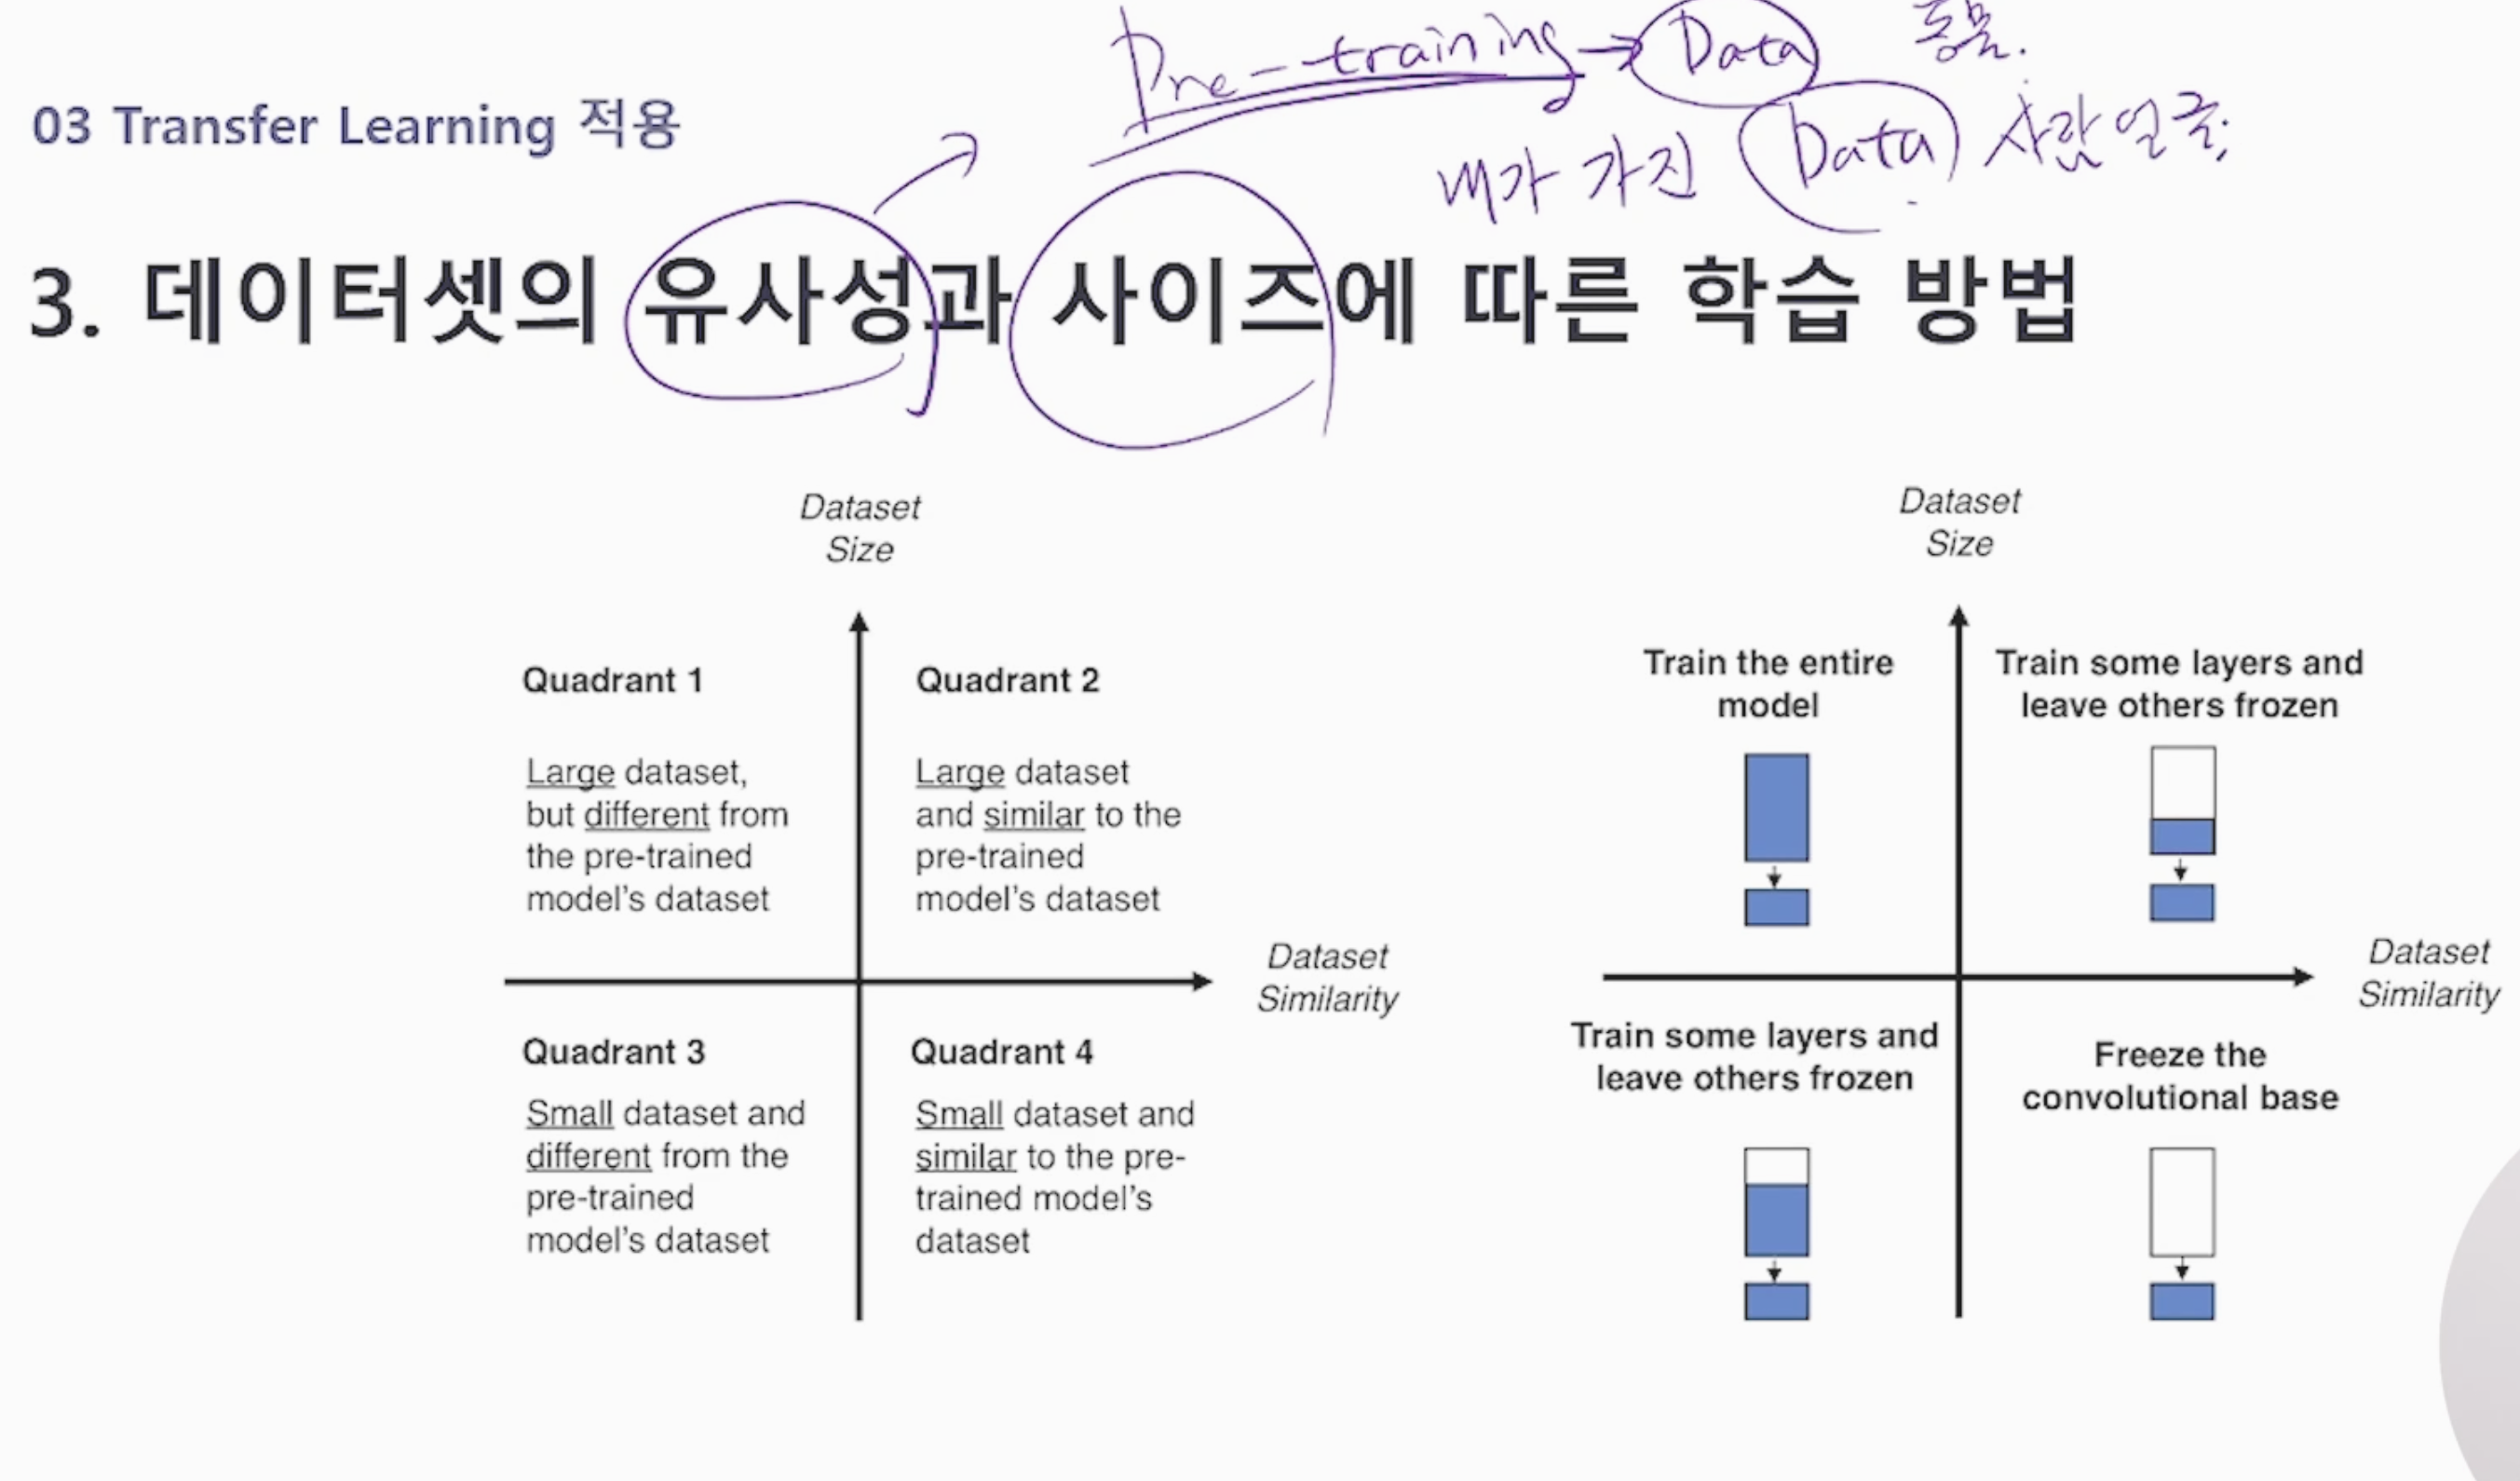 Pre-training → Data 동물.
03 Transfer Learning 적용
내가 가진 Data 사람 얼굴;
3. 데이터셋의 유사성과 사이즈에 따른 학습 방법
Dataset
Size
Quadrant 1
Large dataset,
but different from
the pre-trained
model's dataset
Quadrant 2
Large dataset
and similar to the
pre-trained
model's dataset
Dataset
Similarity
Quadrant 3
Small dataset and
different from the
pre-trained
model's dataset
Quadrant 4
Small dataset and
similar to the pre-
trained model's
dataset
Dataset
Size
Train the entire
model
Train some layers and
leave others frozen
Dataset
Similarity
Train some layers and
leave others frozen
Freeze the
convolutional base